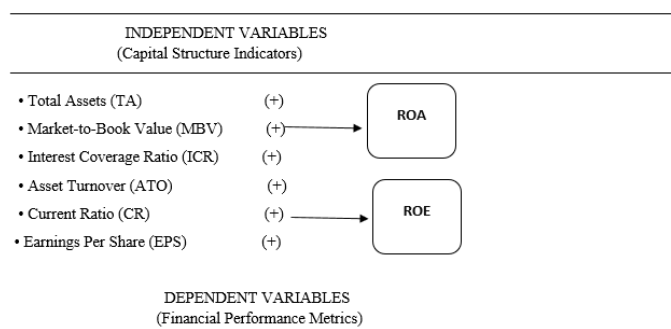 INDEPENDENT VARIABLES
(Capital Structure Indicators)
• Total Assets (TA) (+)
• Market-to-Book Value (MBV) (+)
ROA
• Interest Coverage Ratio (ICR) (+)
• Asset Turnover (ATO) (+)
• Current Ratio (CR) (+)
ROE
• Earnings Per Share (EPS) (+)
DEPENDENT VARIABLES
(Financial Performance Metrics)